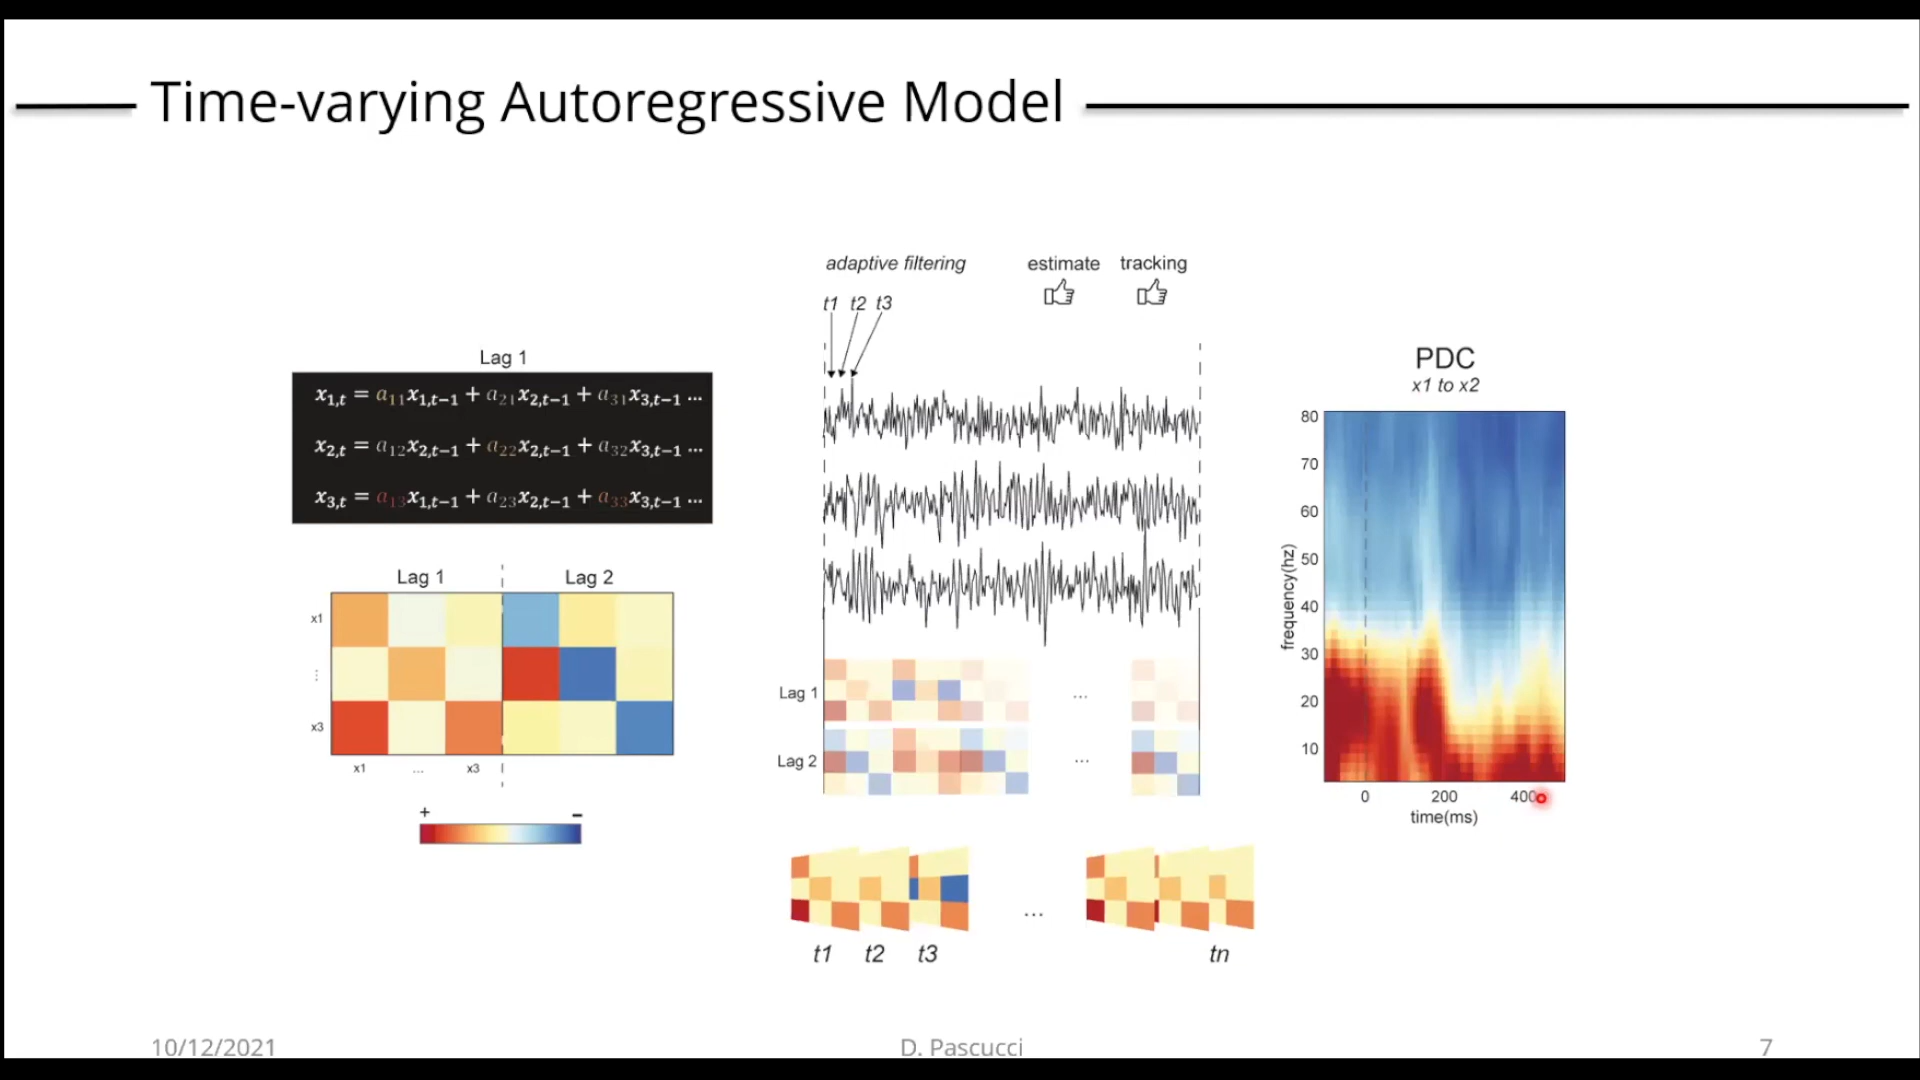 Time-varying Autoregressive Model
Lag 1
x1,t = a11x1,t−1 + a21x2,t−1 + a31x3,t−1 ...
x2,t = a12x2,t−1 + a22x2,t−1 + a32x3,t−1 ...
x3,t = a13x1,t−1 + a23x2,t−1 + a33x3,t−1 ...
Lag 1 Lag 2
x1
⋮
x3
x1 ... x3
+ −
adaptive filtering estimate tracking
t1 t2 t3
Lag 1 ...
Lag 2 ...
...
t1 t2 t3 tn
PDC
x1 to x2
frequency(hz)
80
70
60
50
40
30
20
10
0 200 400
time(ms)
10/12/2021 D. Pascucci 7